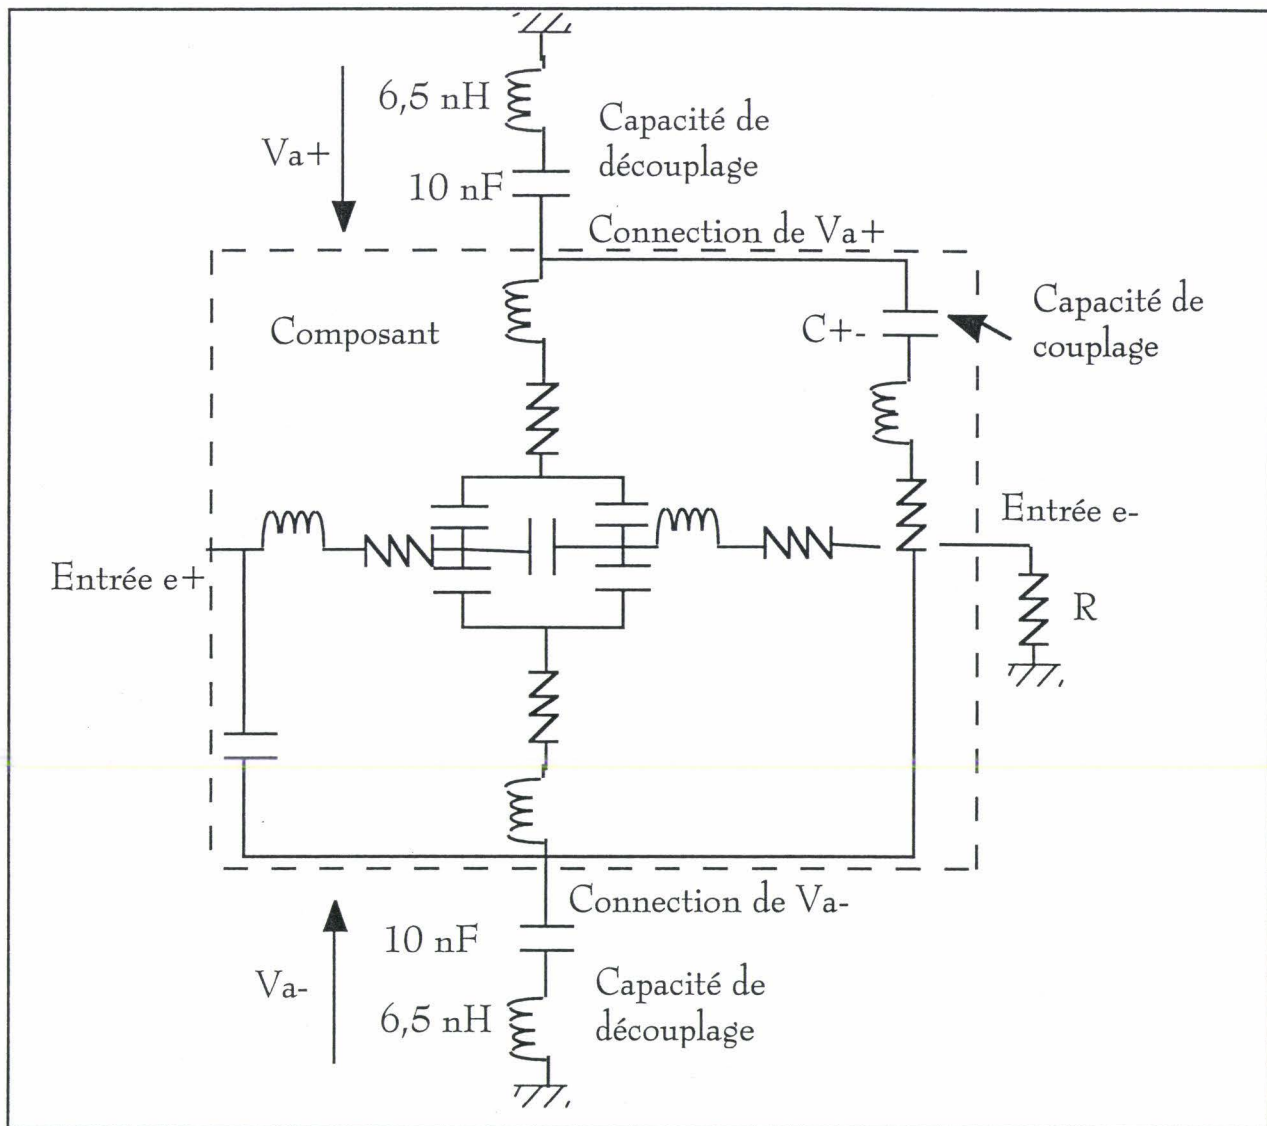 6,5 nH
Capacité de
découplage
Va+
10 nF
Connection de Va+
Composant
C+-
Capacité de
couplage
Entrée e-
Entrée e+
R
Connection de Va-
10 nF
Va-
Capacité de
découplage
6,5 nH